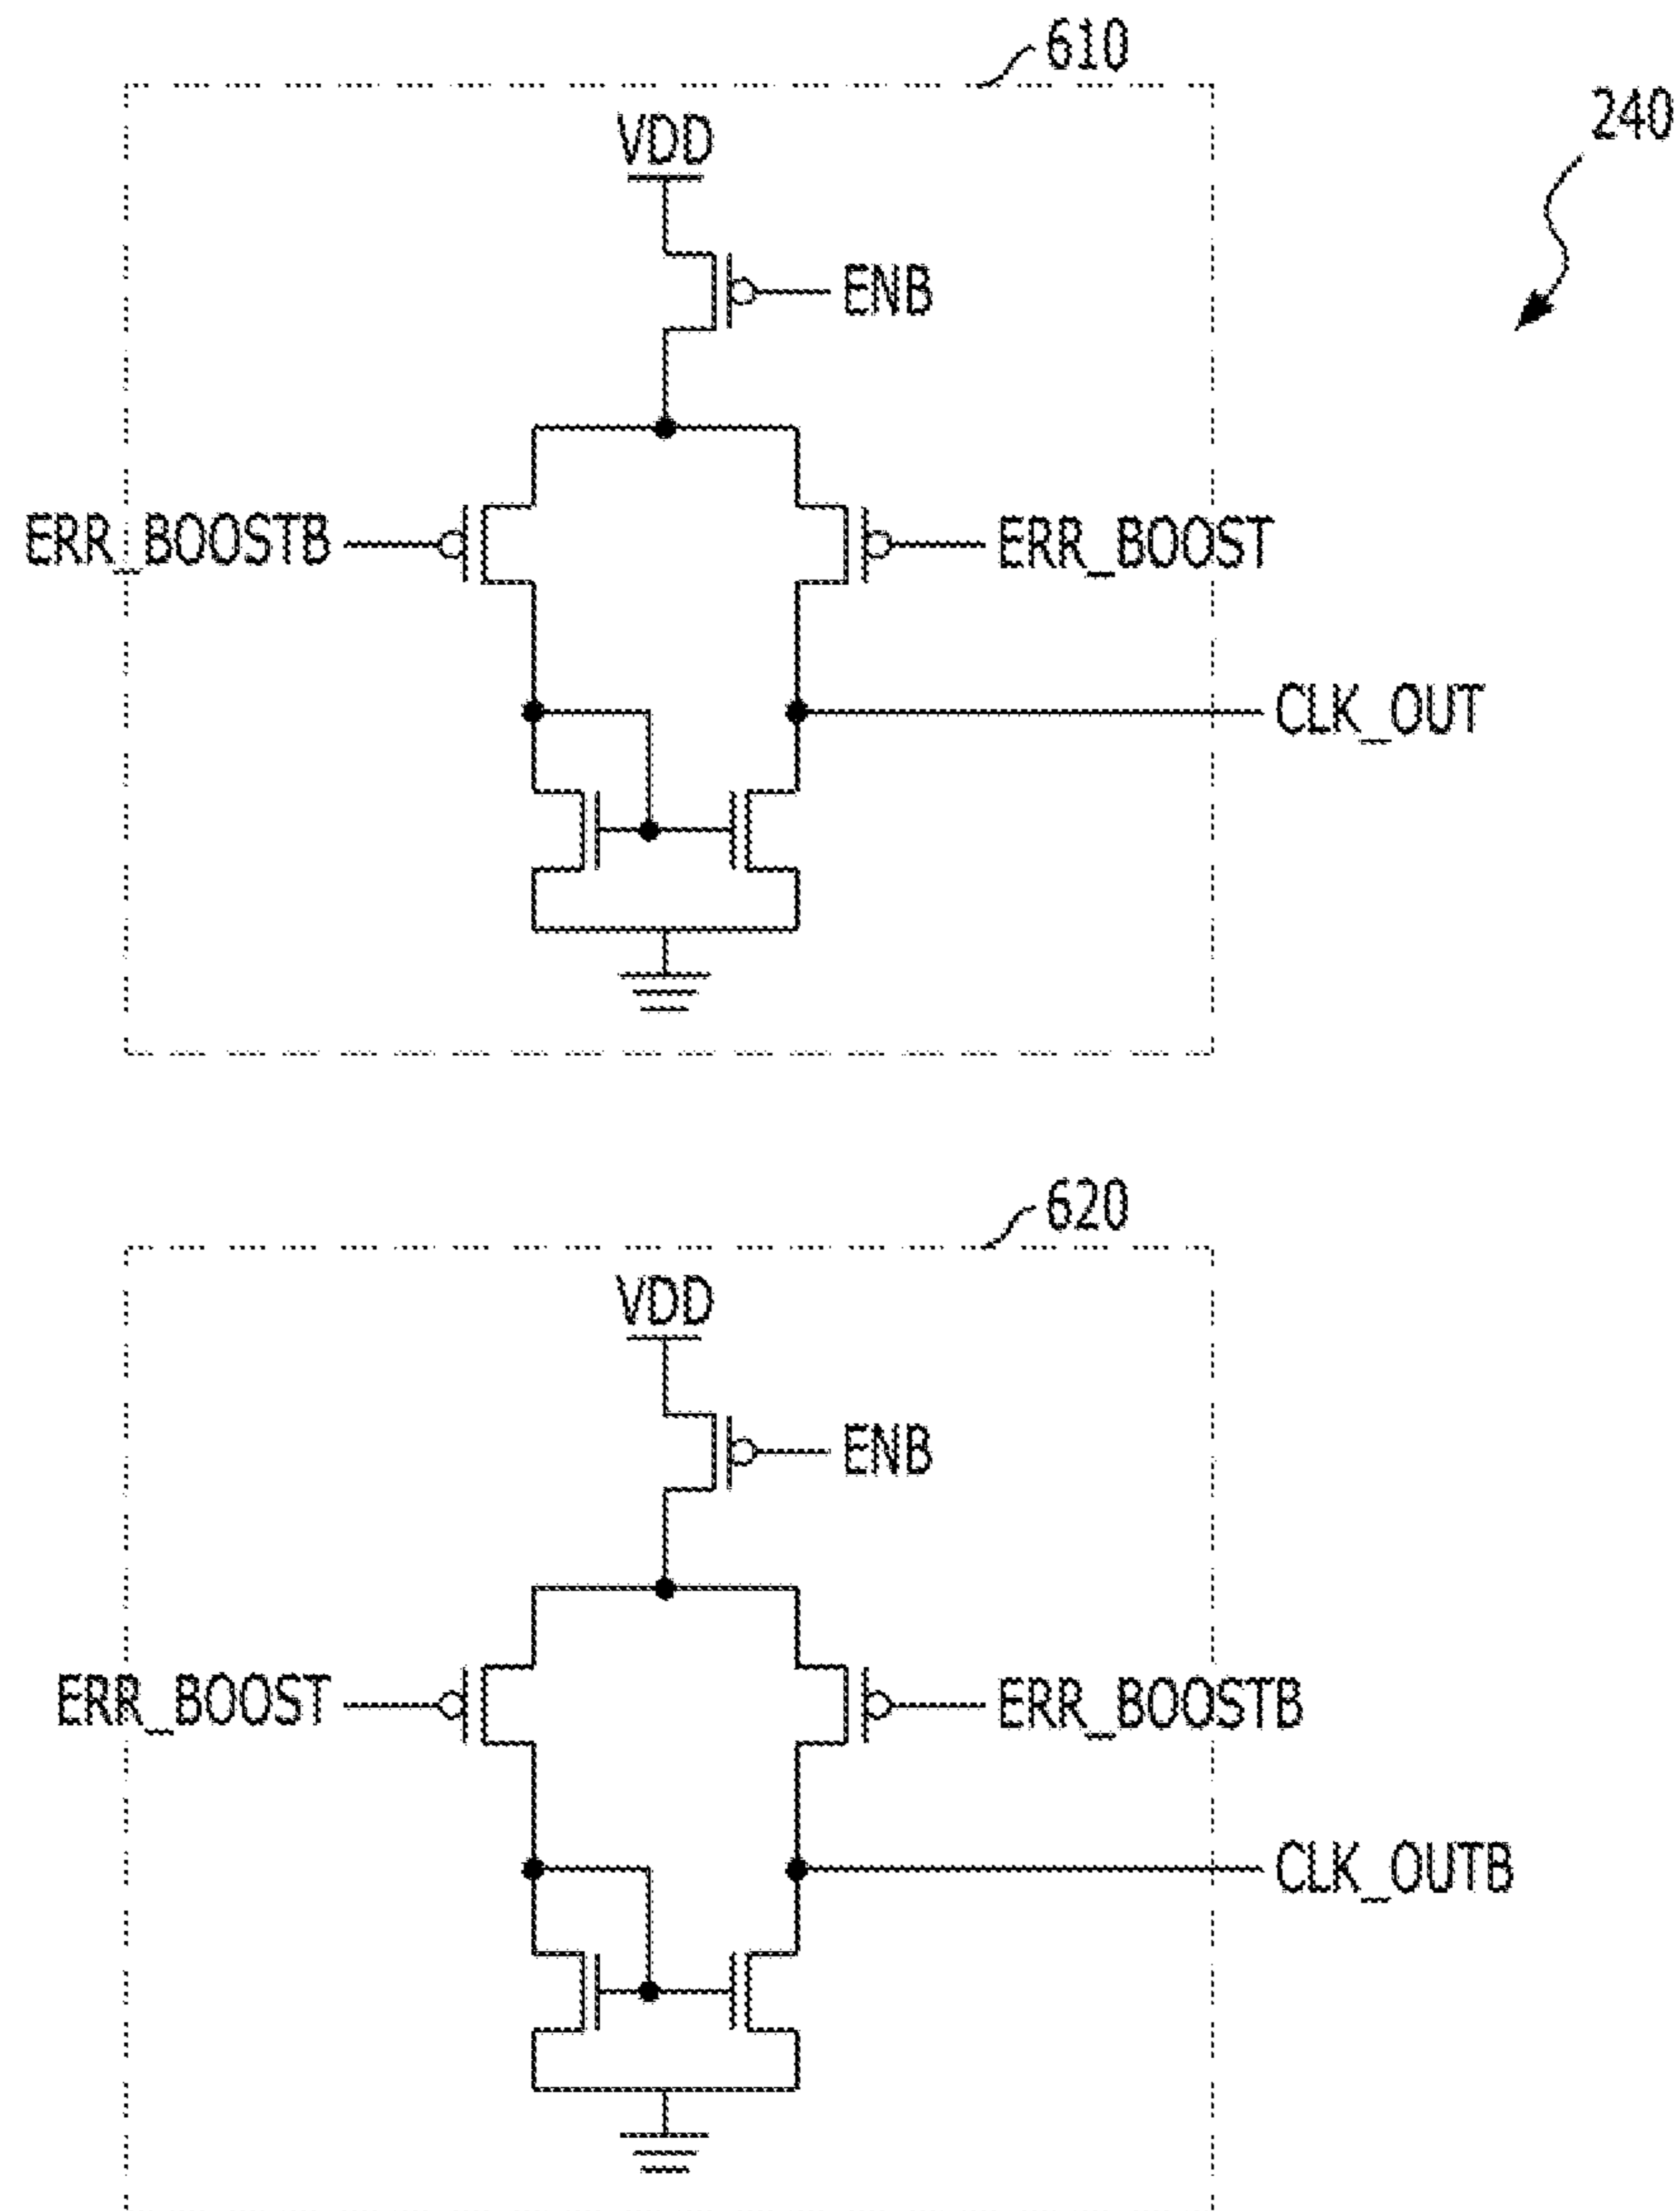 610
240
VDD
ENB
ERR_BOOSTB
ERR_BOOST
CLK_OUT
620
VDD
ENB
ERR_BOOST
ERR_BOOSTB
CLK_OUTB